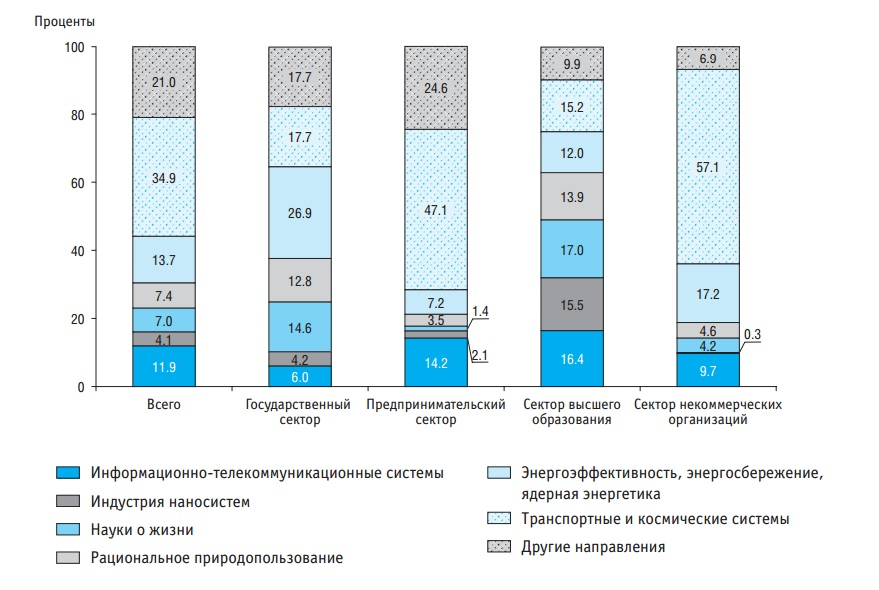 Проценты
100
80
60
40
20
0
21.0
34.9
13.7
7.4
7.0
4.1
11.9
17.7
17.7
26.9
12.8
14.6
4.2
6.0
24.6
47.1
7.2
3.5
1.4
2.1
14.2
9.9
15.2
12.0
13.9
17.0
15.5
16.4
6.9
57.1
17.2
4.6
4.2
0.3
9.7
Всего
Государственный
сектор
Предпринимательский
сектор
Сектор высшего
образования
Сектор некоммерческих
организаций
Информационно-телекоммуникационные системы
Индустрия наносистем
Науки о жизни
Рациональное природопользование
Энергоэффективность, энергосбережение,
ядерная энергетика
Транспортные и космические системы
Другие направления